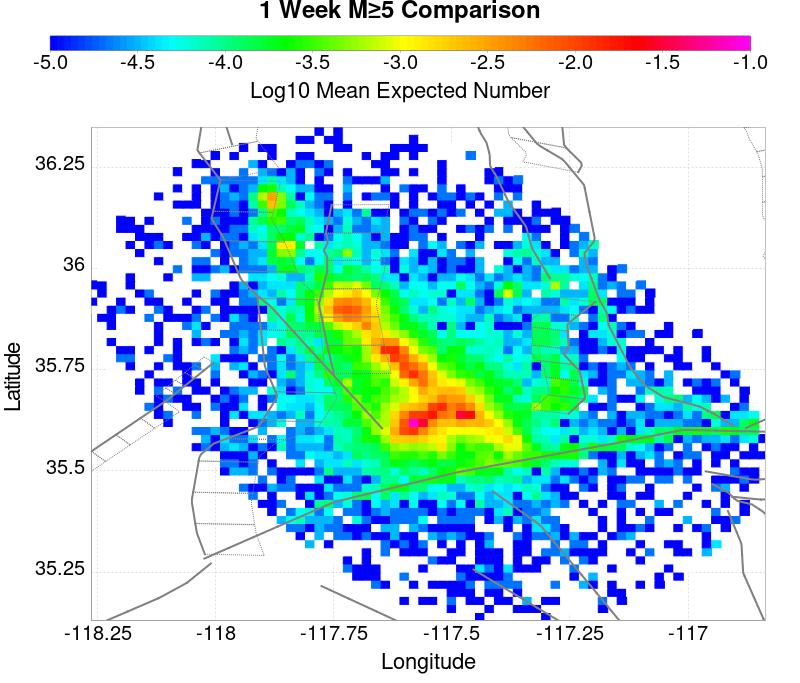 1 Week M≥5 Comparison
-5.0 -4.5 -4.0 -3.5 -3.0 -2.5 -2.0 -1.5 -1.0
Log10 Mean Expected Number
36.25
36
35.75
35.5
35.25
Latitude
-118.25 -118 -117.75 -117.5 -117.25 -117
Longitude